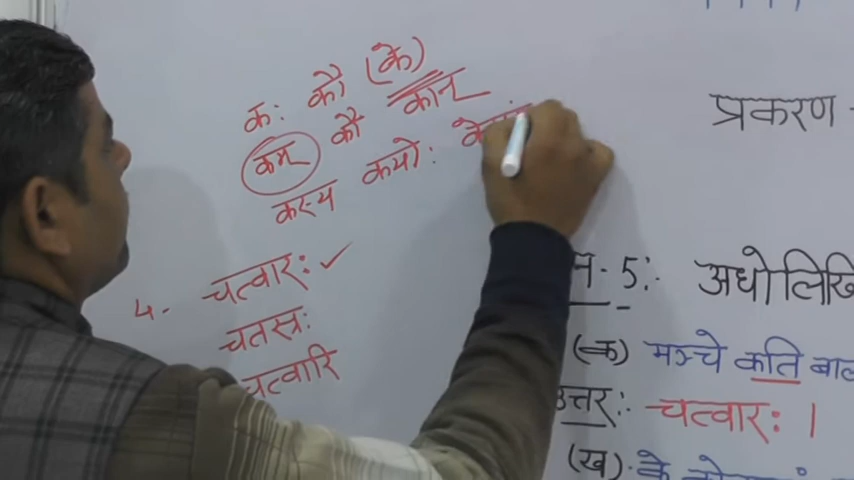 कः कौ (के)
कम् कौ कान्
कस्य कयोः
4. चत्वारः ✓
चतस्त्रः
चत्वारि
प्रकरण -
5:- अधोलिखि
(क) मञ्चे कति बाल
उत्तर:- चत्वारः ।
(ख)